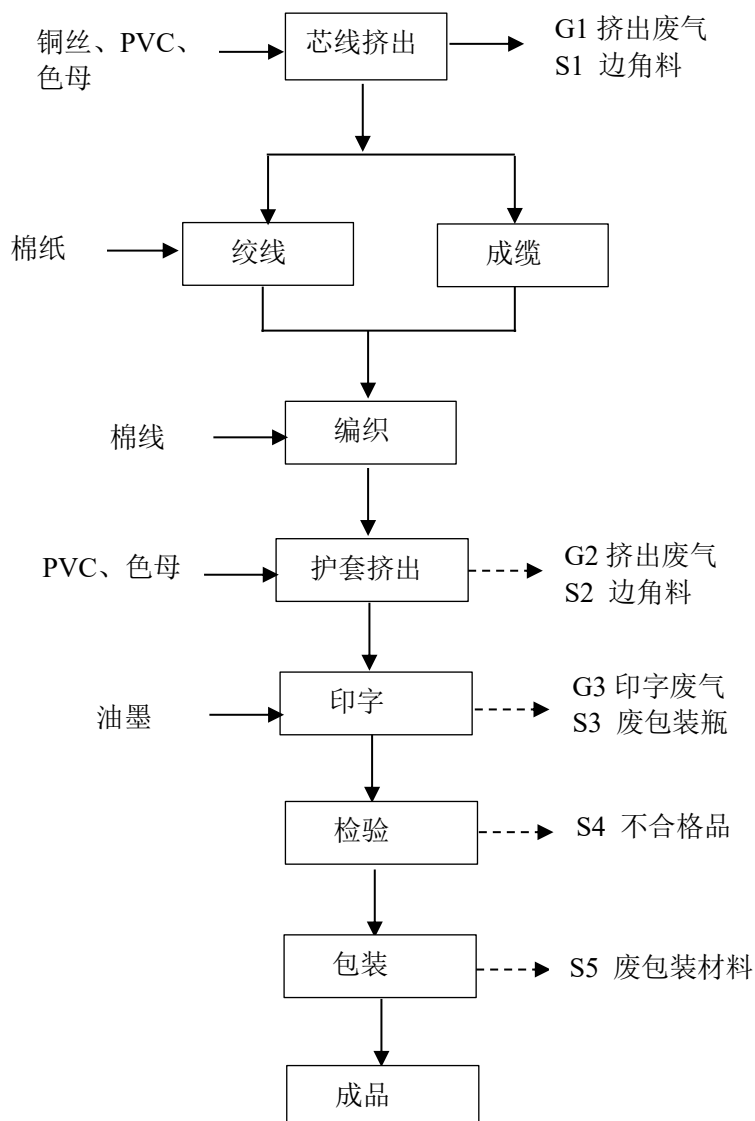 铜丝、PVC、
色母
芯线挤出
G1 挤出废气
S1 边角料
棉纸
绞线
成缆
棉线
编织
PVC、色母
护套挤出
G2 挤出废气
S2 边角料
油墨
印字
G3 印字废气
S3 废包装瓶
检验
S4 不合格品
包装
S5 废包装材料
成品